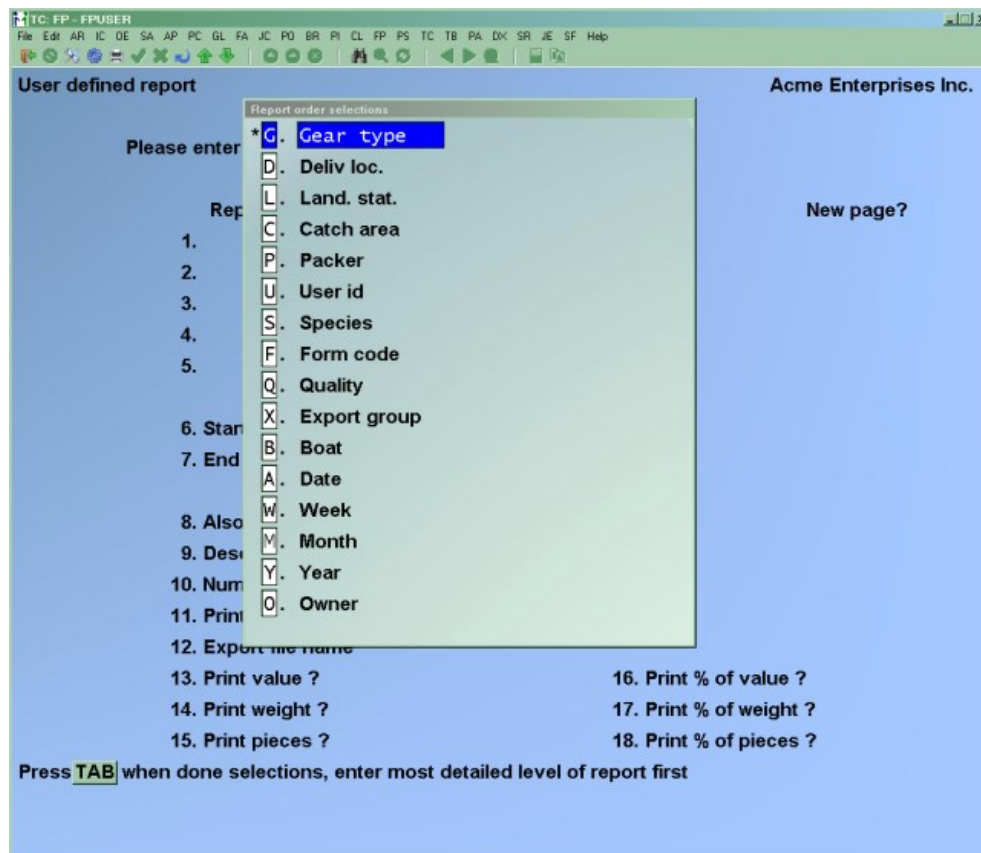 TC: FP - FPUSER
File Edit AR IC OE SA AP PC GL FA JC PO BR PI CL FP PS TC TB PA DX SR JE SF Help
User defined report Acme Enterprises Inc.
Report order selections
*G. Gear type
Please enter
D. Deliv loc.
L. Land. stat.
Rep New page?
C. Catch area
1.
P. Packer
2.
U. User id
3.
S. Species
4.
F. Form code
5.
Q. Quality
X. Export group
6. Star
B. Boat
7. End
A. Date
W. Week
8. Also
M. Month
9. Des
Y. Year
10. Num
O. Owner
11. Print
12. Export file name
13. Print value ? 16. Print % of value ?
14. Print weight ? 17. Print % of weight ?
15. Print pieces ? 18. Print % of pieces ?
Press TAB when done selections, enter most detailed level of report first